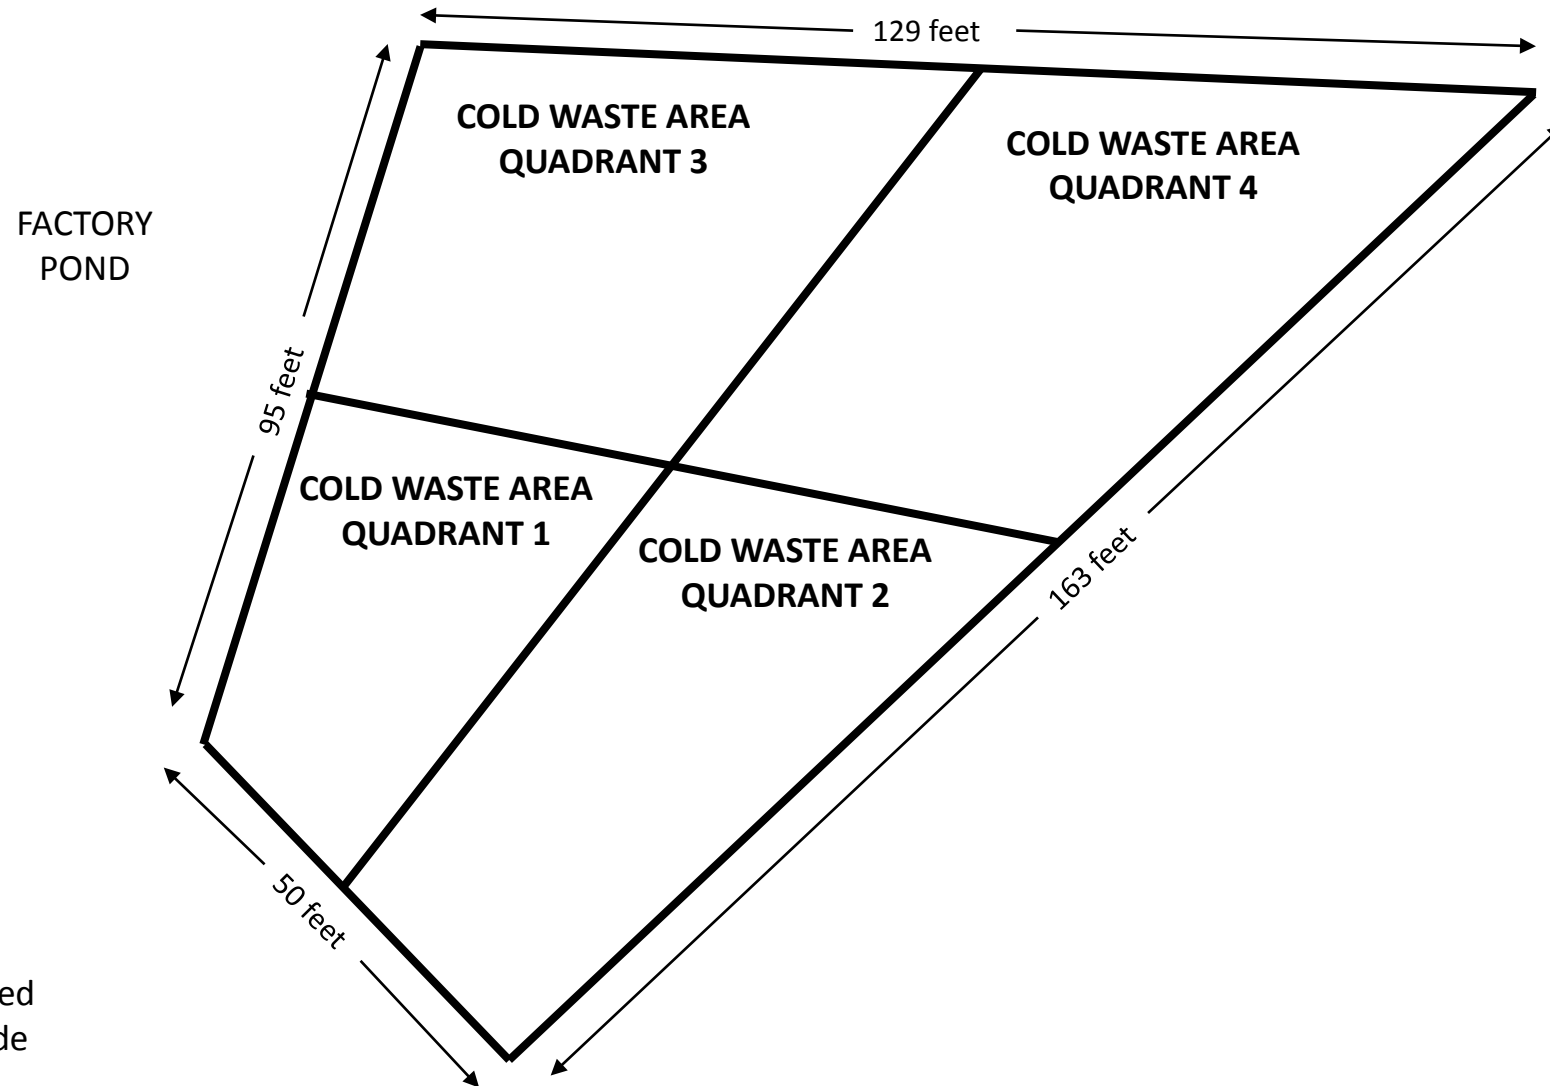 129 feet
COLD WASTE AREA
QUADRANT 3
COLD WASTE AREA
QUADRANT 4
FACTORY
POND
95 feet
COLD WASTE AREA
QUADRANT 1
COLD WASTE AREA
QUADRANT 2
163 feet
50 feet